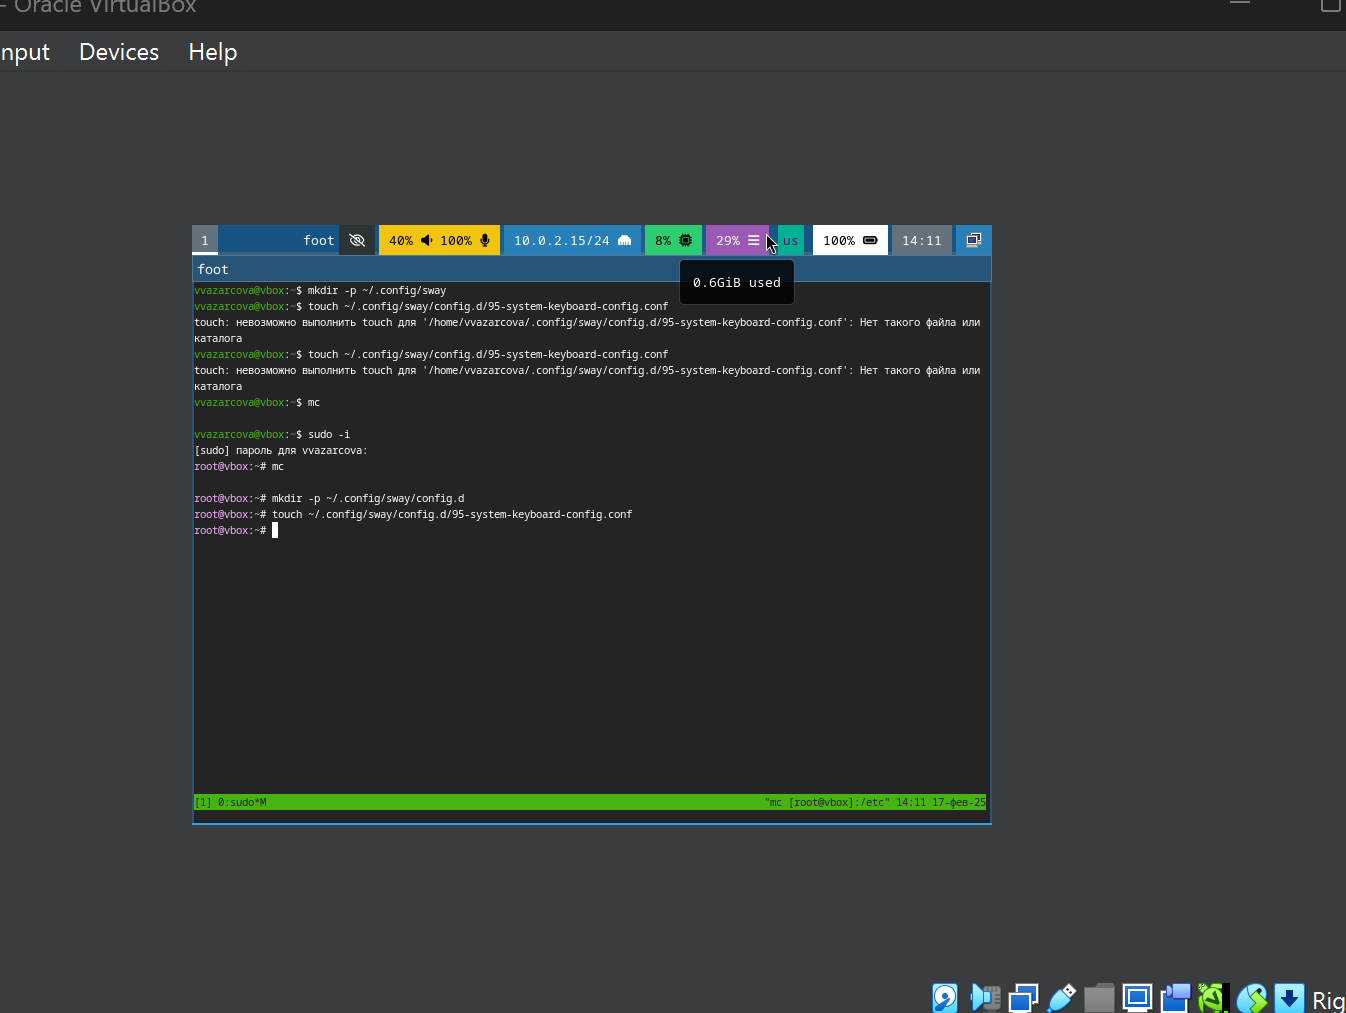 - Oracle VirtualBox
nput Devices Help
1 foot 40% 100% 10.0.2.15/24 8% 29% us 100% 14:11
foot
0.6GiB used
vvazarcova@vbox:~$ mkdir -p ~/.config/sway
vvazarcova@vbox:~$ touch ~/.config/sway/config.d/95-system-keyboard-config.conf
touch: невозможно выполнить touch для '/home/vvazarcova/.config/sway/config.d/95-system-keyboard-config.conf': Нет такого файла или
каталога
vvazarcova@vbox:~$ touch ~/.config/sway/config.d/95-system-keyboard-config.conf
touch: невозможно выполнить touch для '/home/vvazarcova/.config/sway/config.d/95-system-keyboard-config.conf': Нет такого файла или
каталога
vvazarcova@vbox:~$ mc
vvazarcova@vbox:~$ sudo -i
[sudo] пароль для vvazarcova:
root@vbox:~# mc
root@vbox:~# mkdir -p ~/.config/sway/config.d
root@vbox:~# touch ~/.config/sway/config.d/95-system-keyboard-config.conf
root@vbox:~#
[1] 0:sudo*M "mc [root@vbox]:/etc" 14:11 17-фев-25
Rig